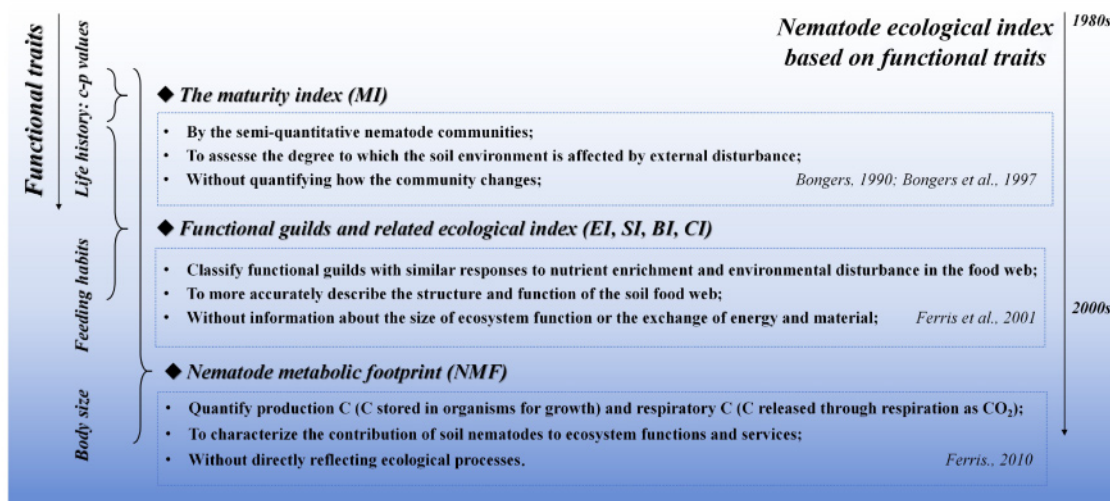 Nematode ecological index
based on functional traits
1980s
2000s
Functional traits
Life history: c-p values
Feeding habits
Body size
◆ The maturity index (MI)
• By the semi-quantitative nematode communities;
• To assesse the degree to which the soil environment is affected by external disturbance;
• Without quantifying how the community changes; Bongers, 1990; Bongers et al., 1997
◆ Functional guilds and related ecological index (EI, SI, BI, CI)
• Classify functional guilds with similar responses to nutrient enrichment and environmental disturbance in the food web;
• To more accurately describe the structure and function of the soil food web;
• Without information about the size of ecosystem function or the exchange of energy and material; Ferris et al., 2001
◆ Nematode metabolic footprint (NMF)
• Quantify production C (C stored in organisms for growth) and respiratory C (C released through respiration as CO₂);
• To characterize the contribution of soil nematodes to ecosystem functions and services;
• Without directly reflecting ecological processes. Ferris., 2010